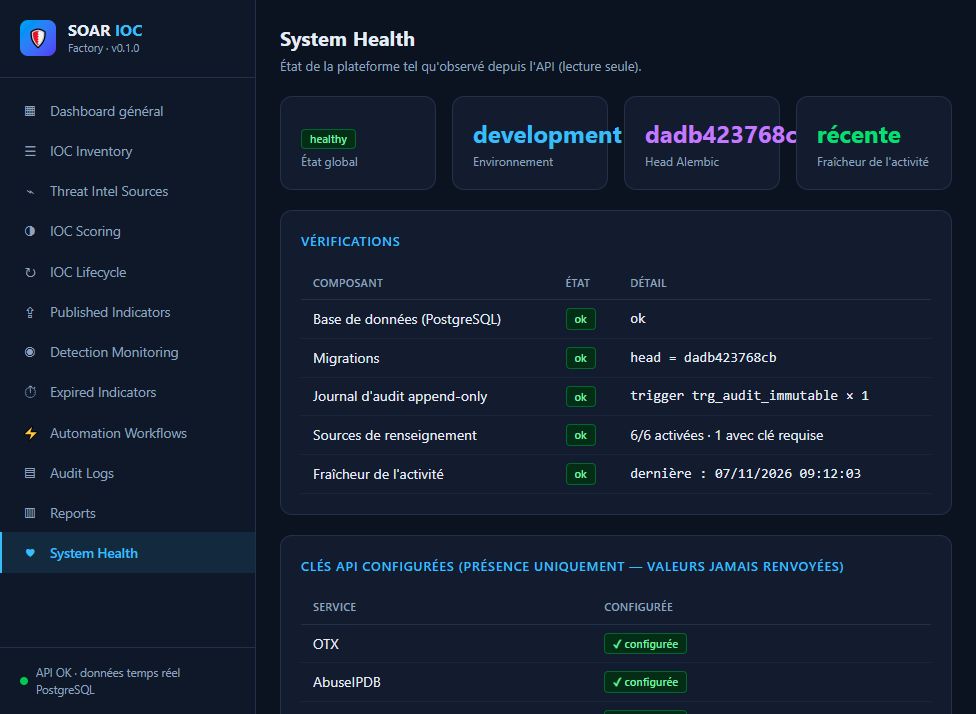 SOAR IOC
Factory · v0.1.0
Dashboard général
IOC Inventory
Threat Intel Sources
IOC Scoring
IOC Lifecycle
Published Indicators
Detection Monitoring
Expired Indicators
Automation Workflows
Audit Logs
Reports
System Health
API OK · données temps réel
PostgreSQL
System Health
État de la plateforme tel qu'observé depuis l'API (lecture seule).
healthy
État global
development
Environnement
dadb423768c
Head Alembic
récente
Fraîcheur de l'activité
VÉRIFICATIONS
COMPOSANT ÉTAT DÉTAIL
Base de données (PostgreSQL) ok ok
Migrations ok head = dadb423768cb
Journal d'audit append-only ok trigger trg_audit_immutable × 1
Sources de renseignement ok 6/6 activées · 1 avec clé requise
Fraîcheur de l'activité ok dernière : 07/11/2026 09:12:03
CLÉS API CONFIGURÉES (PRÉSENCE UNIQUEMENT — VALEURS JAMAIS RENVOYÉES)
SERVICE CONFIGURÉE
OTX ✓ configurée
AbuseIPDB ✓ configurée